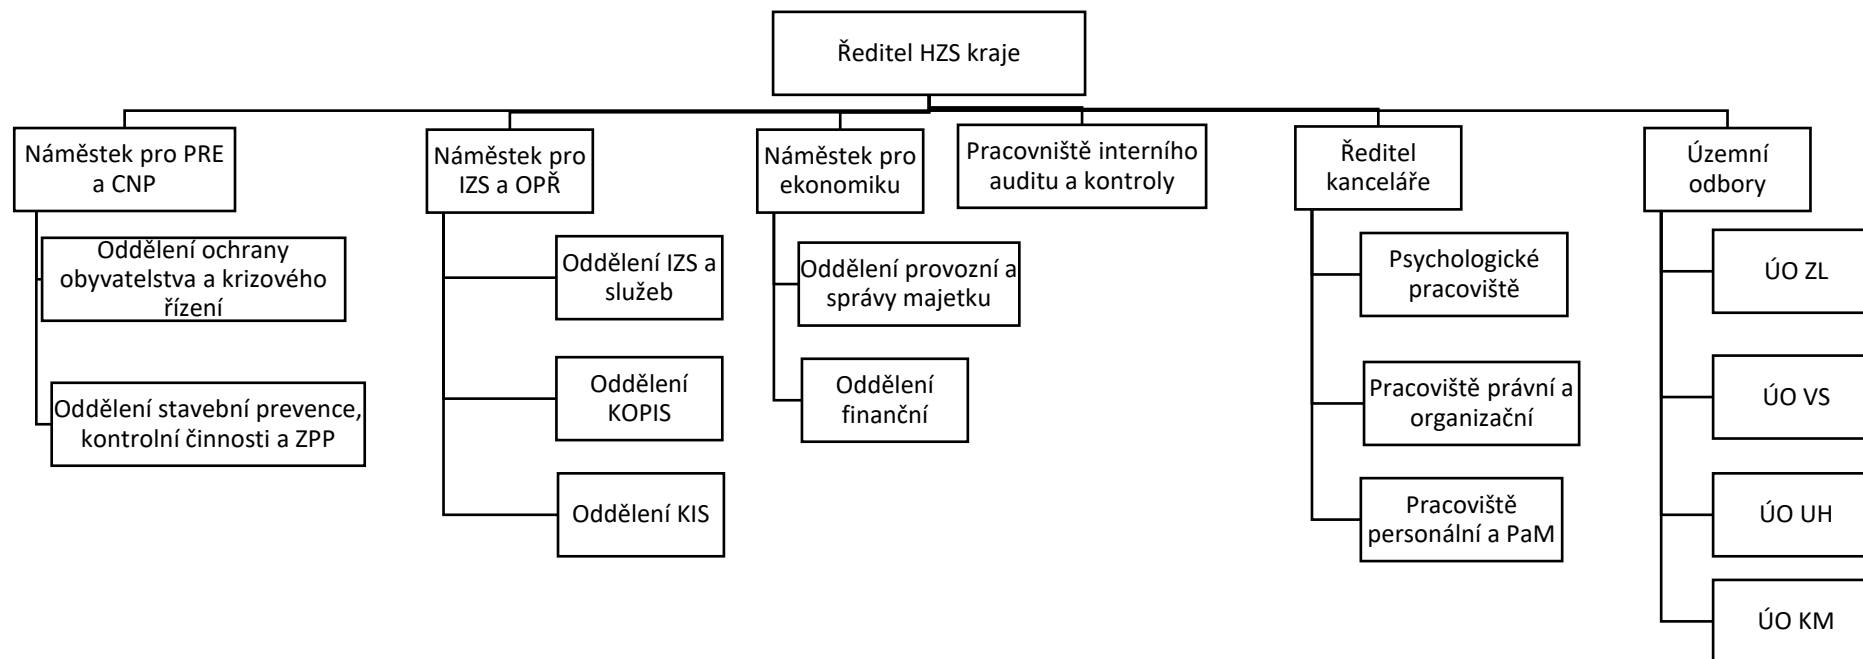 Ředitel HZS kraje
Náměstek pro PRE
a CNP
Náměstek pro
IZS a OPŘ
Náměstek pro
ekonomiku
Pracovniště interního
auditu a kontroly
Ředitel
kanceláře
Územní
odbory
Oddělení ochrany
obyvatelstva a krizového
řízení
Oddělení stavební prevence,
kontrolní činnosti a ZPP
Oddělení IZS a
služeb
Oddělení
KOPIS
Oddělení KIS
Oddělení provozní a
správy majetku
Oddělení
finanční
Psychologické
pracoviště
Pracoviště právní a
organizační
Pracoviště
personální a PaM
ÚO ZL
ÚO VS
ÚO UH
ÚO KM